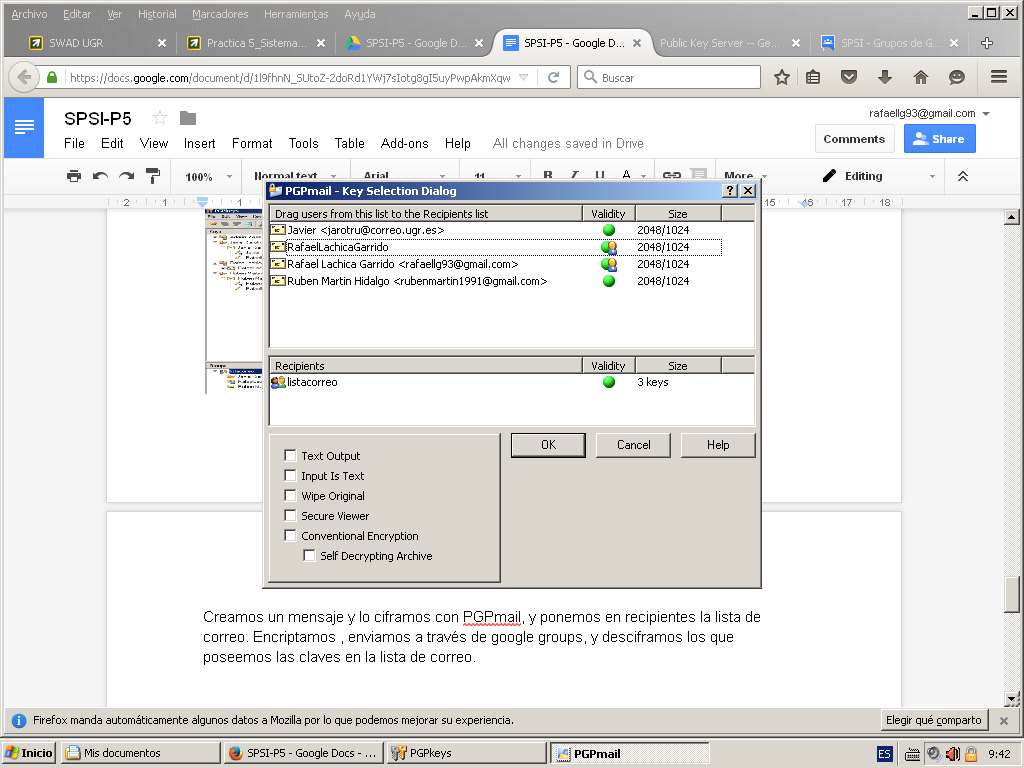 Archivo Editar Ver Historial Marcadores Herramientas Ayuda
SWAD UGR
Practica 5_Sistema...
SPSI-P5 - Google D...
SPSI-P5 - Google D...
Public Key Server -- Ge...
SPSI - Grupos de G...
https://docs.google.com/document/d/1l9fhnN_SUtoZ-2doRd1YWj7sIotg8gI5uyPwpAkmXqw
Buscar
SPSI-P5
rafaellg93@gmail.com
File Edit View Insert Format Tools Table Add-ons Help All changes saved in Drive
Comments
Share
100% Normal text Arial 11 B I U A More Editing
2 1 15 16 17 18
PGPmail - Key Selection Dialog
Drag users from this list to the Recipients list Validity Size
Javier <jarotru@correo.ugr.es> 2048/1024
RafaelLachicaGarrido 2048/1024
Rafael Lachica Garrido <rafaellg93@gmail.com> 2048/1024
Ruben Martin Hidalgo <rubenmartin1991@gmail.com> 2048/1024
Recipients Validity Size
listacorreo 3 keys
OK Cancel Help
Text Output
Input Is Text
Wipe Original
Secure Viewer
Conventional Encryption
Self Decrypting Archive
Creamos un mensaje y lo ciframos con PGPmail, y ponemos en recipientes la lista de
correo. Encriptamos , enviamos a través de google groups, y desciframos los que
poseemos las claves en la lista de correo.
Firefox manda automáticamente algunos datos a Mozilla por lo que podemos mejorar su experiencia.
Elegir qué comparto
Inicio
Mis documentos
SPSI-P5 - Google Docs - ...
PGPkeys
PGPmail
ES
9:42